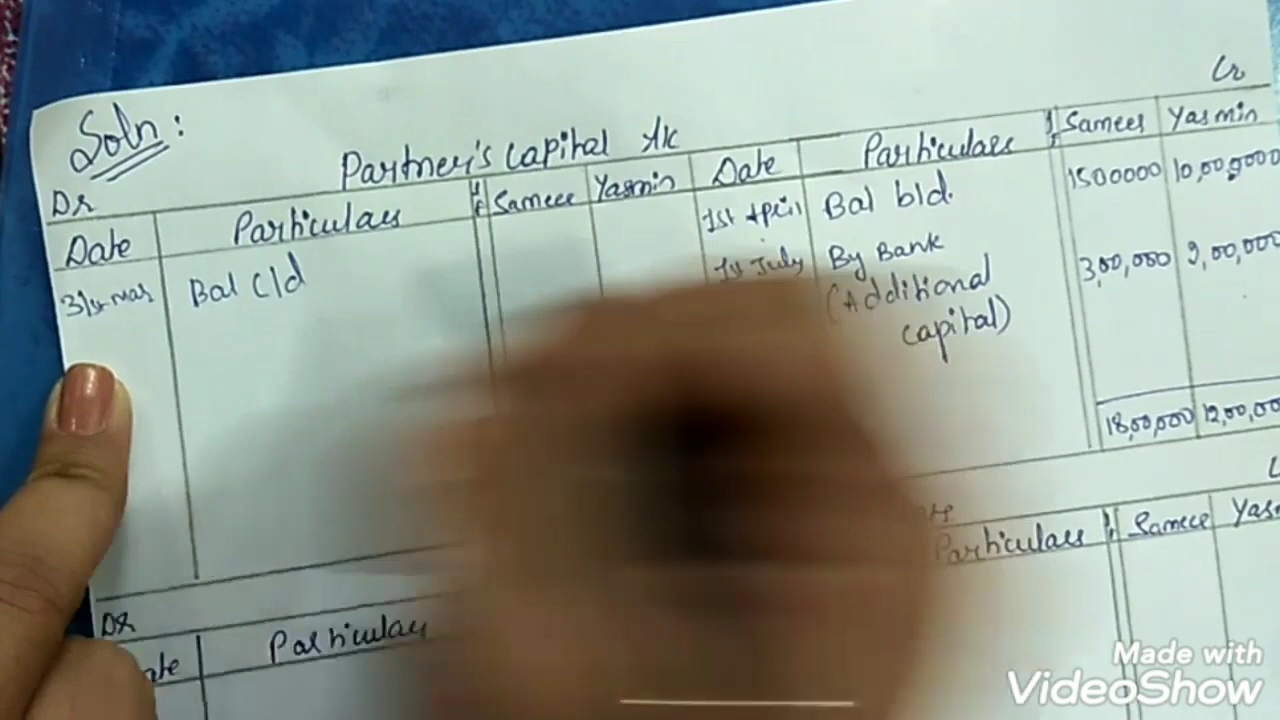 Soln:
Partner's Capital A/c
Dr
Cr
Date Particulars Sameer Yasmin Date Particulars Sameer Yasmin
31st Mar Bal C/d 1st April Bal b/d. 1500000 10,00,000
1st July By Bank 3,00,000 2,00,000
(Additional
capital)
18,00,000 12,00,00
Dr
Particulars Particulars Sameer Yas
Made with
VideoShow